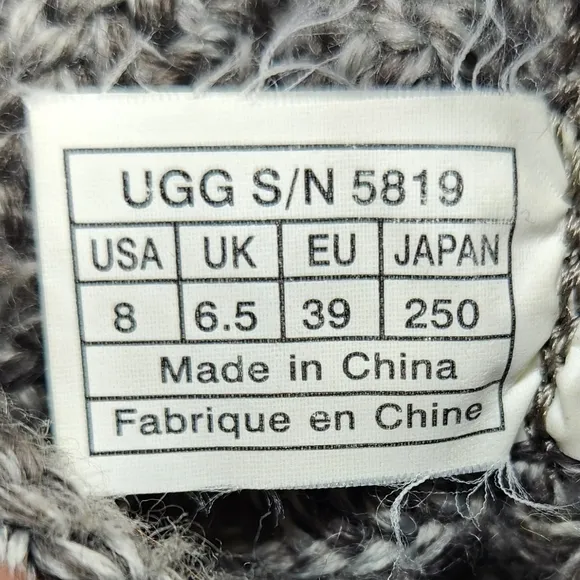 UGG S/N 5819
USA UK EU JAPAN
8 6.5 39 250
Made in China
Fabrique en Chine